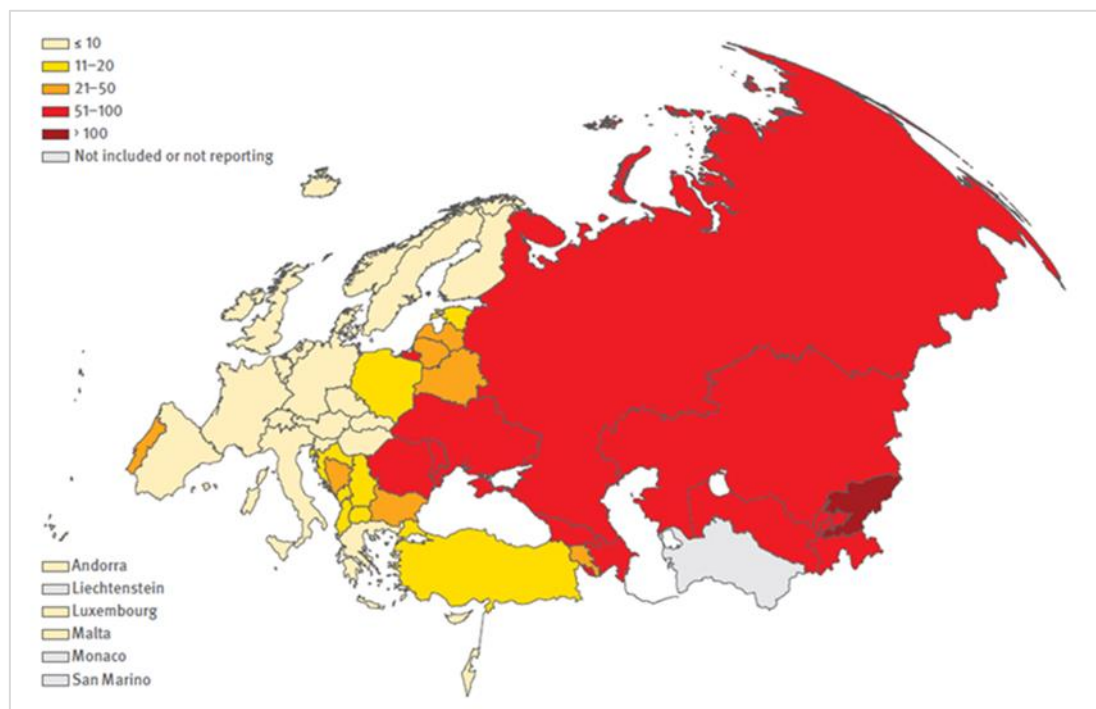 ≤ 10
11–20
21–50
51–100
> 100
Not included or not reporting
Andorra
Liechtenstein
Luxembourg
Malta
Monaco
San Marino